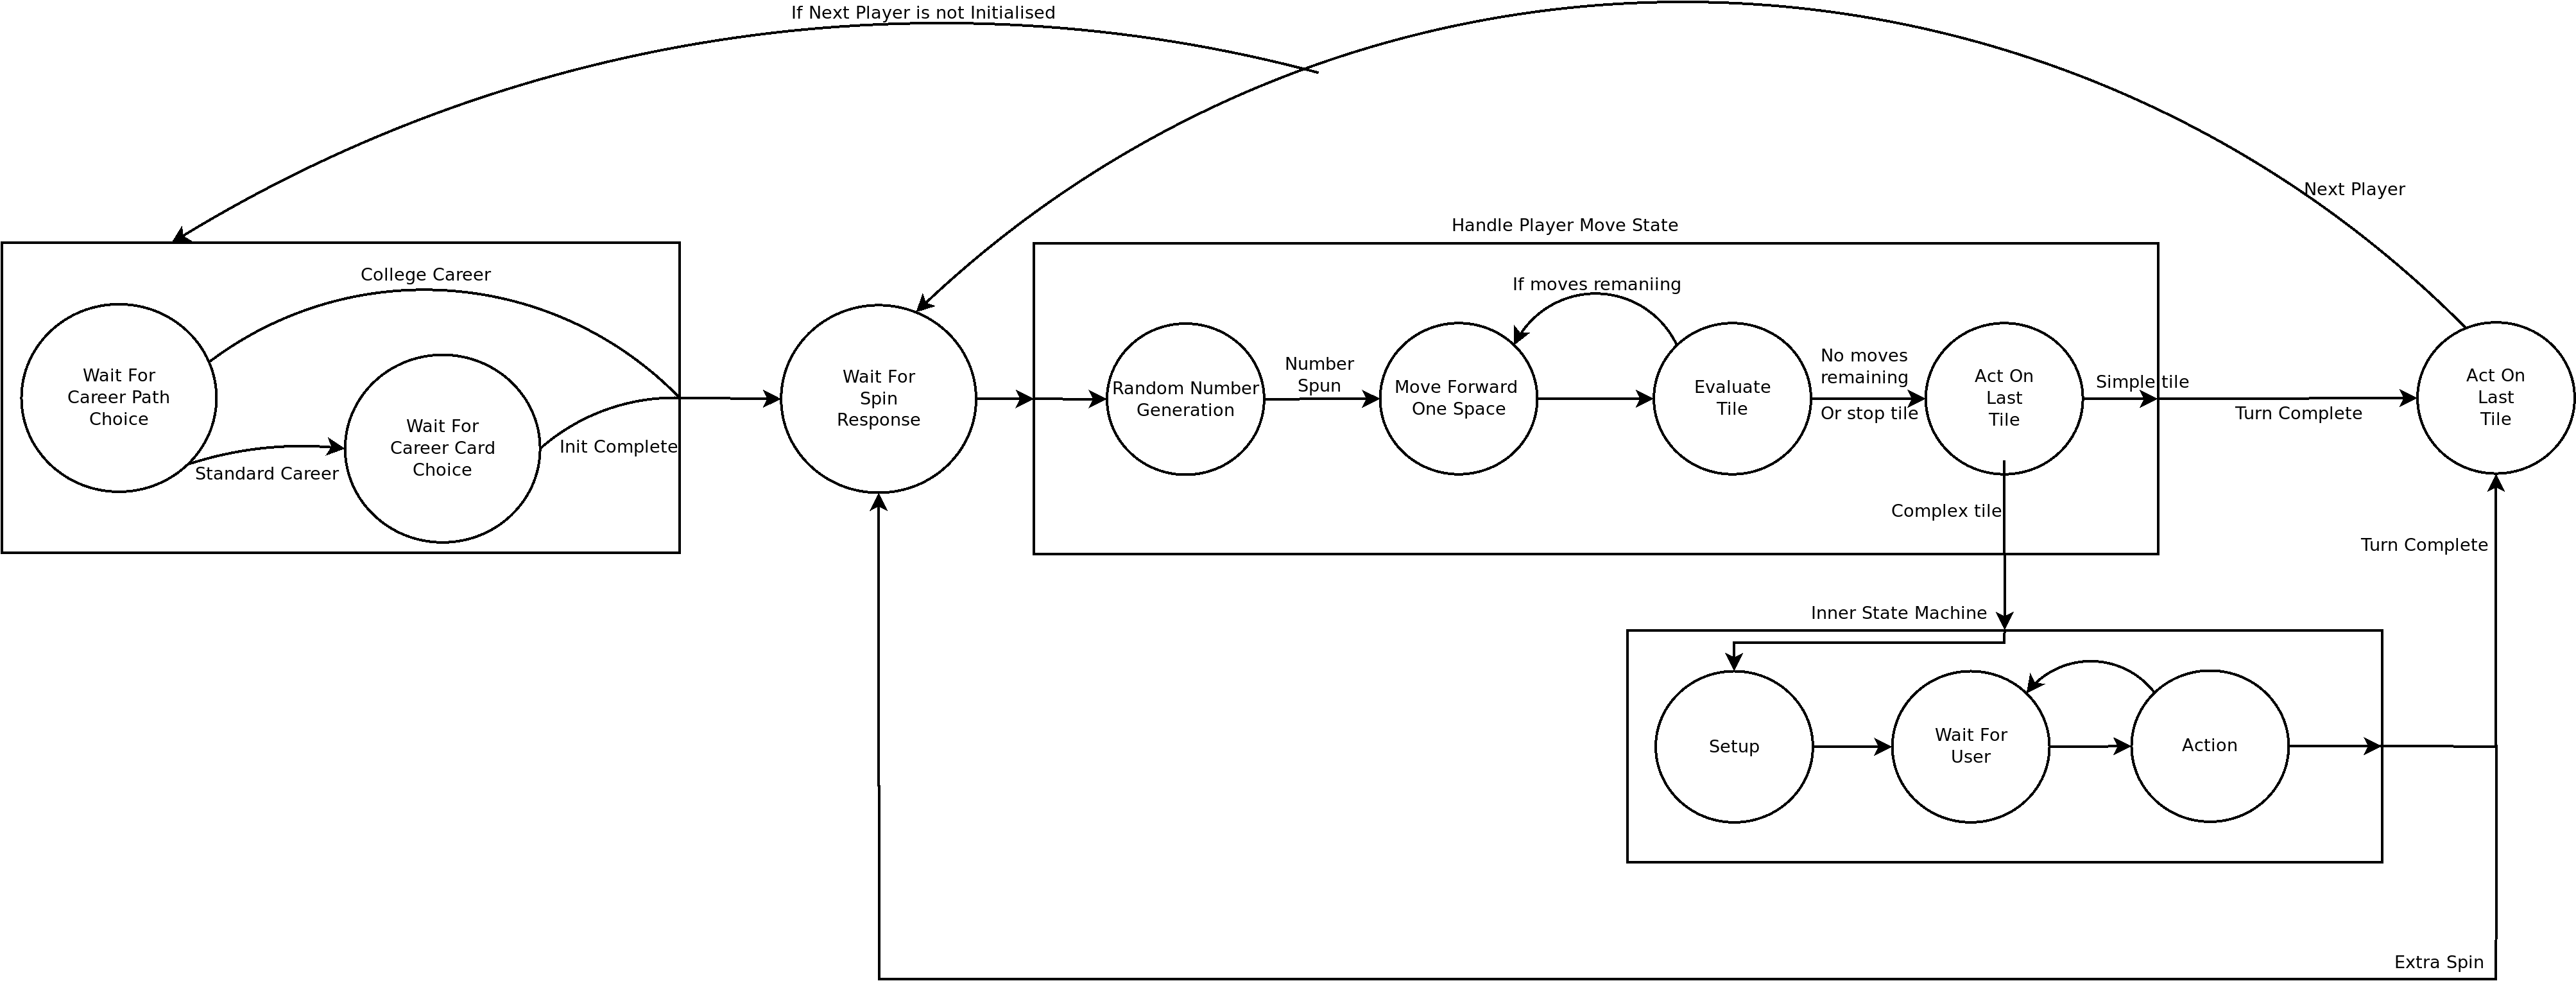 If Next Player is not Initialised
Next Player
Handle Player Move State
College Career
If moves remaniing
Wait For
Career Path
Choice
Standard Career
Wait For
Career Card
Choice
Init Complete
Wait For
Spin
Response
Random Number
Generation
Number
Spun
Move Forward
One Space
Evaluate
Tile
No moves
remaining
Or stop tile
Act On
Last
Tile
Simple tile
Turn Complete
Act On
Last
Tile
Complex tile
Turn Complete
Inner State Machine
Setup
Wait For
User
Action
Extra Spin